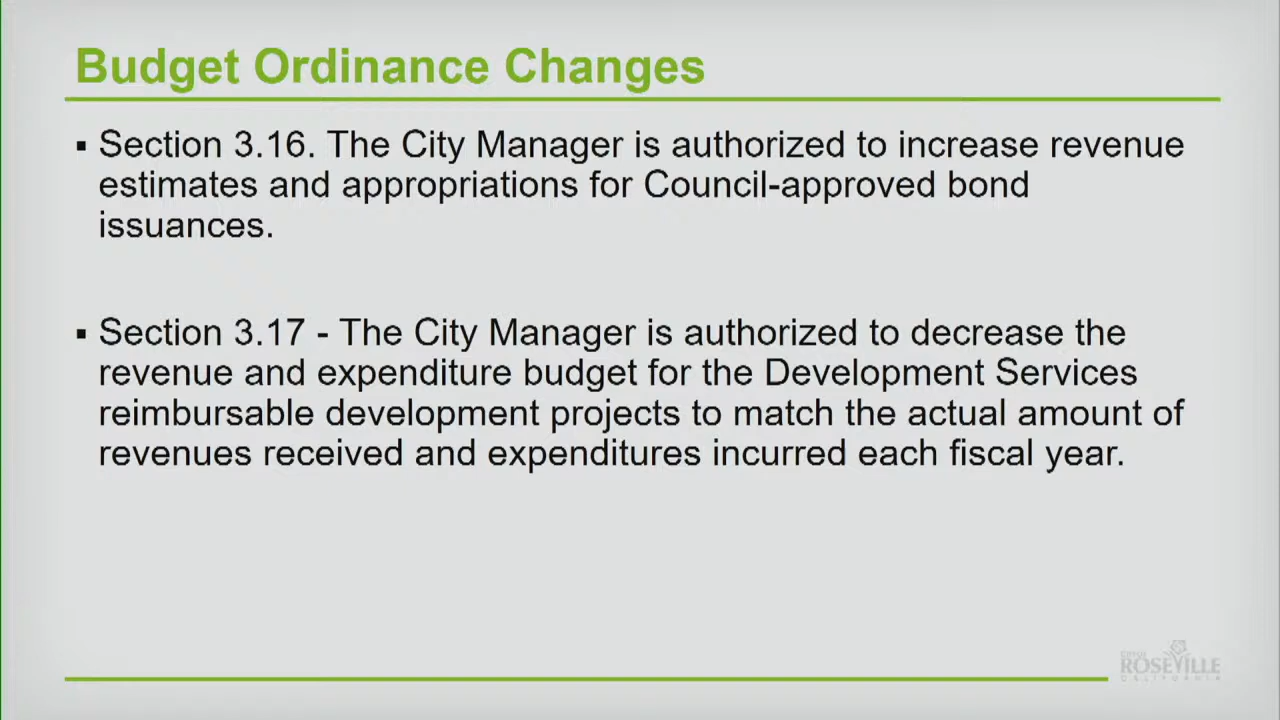 Budget Ordinance Changes
▪ Section 3.16. The City Manager is authorized to increase revenue
estimates and appropriations for Council-approved bond
issuances.
▪ Section 3.17 - The City Manager is authorized to decrease the
revenue and expenditure budget for the Development Services
reimbursable development projects to match the actual amount of
revenues received and expenditures incurred each fiscal year.
CITY OF
ROSEVILLE
CALIFORNIA